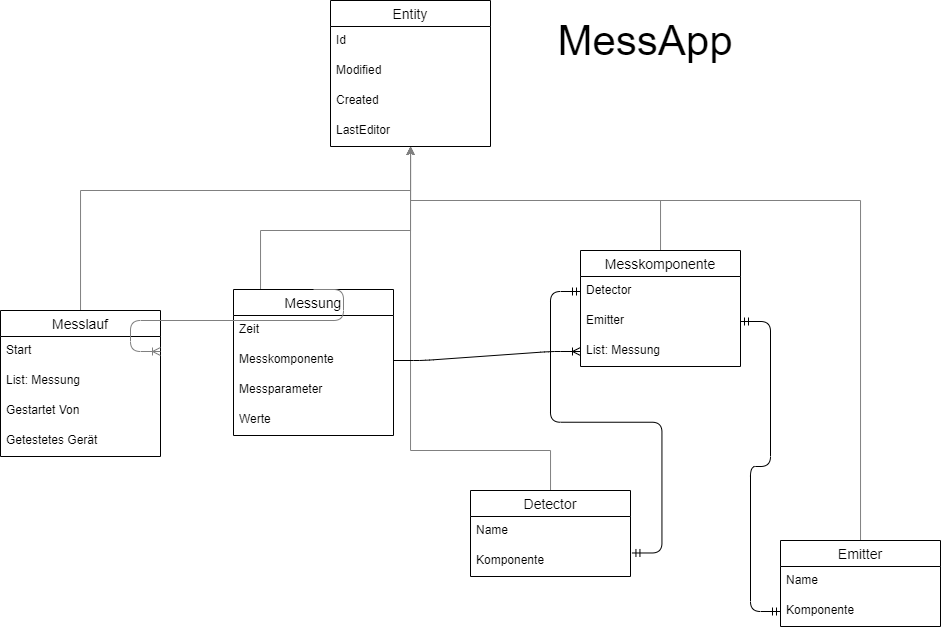 Entity
Id
Modified
Created
LastEditor
MessApp
Messlauf
Start
List: Messung
Gestartet Von
Getestetes Gerät
Messung
Zeit
Messkomponente
Messparameter
Werte
Messkomponente
Detector
Emitter
List: Messung
Detector
Name
Komponente
Emitter
Name
Komponente